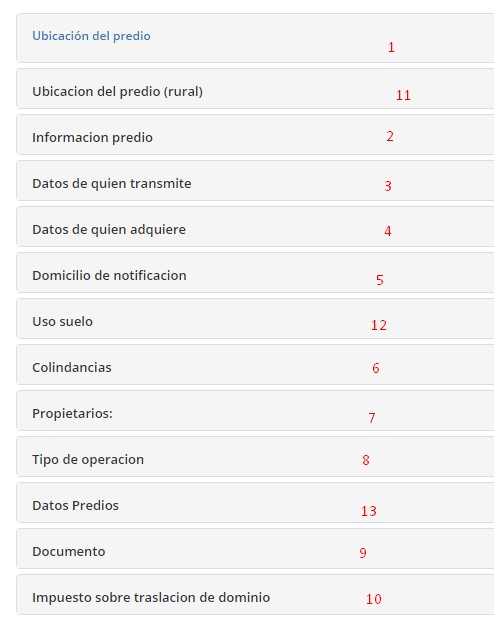 Ubicación del predio 1
Ubicacion del predio (rural) 11
Informacion predio 2
Datos de quien transmite 3
Datos de quien adquiere 4
Domicilio de notificacion 5
Uso suelo 12
Colindancias 6
Propietarios: 7
Tipo de operacion 8
Datos Predios 13
Documento 9
Impuesto sobre traslacion de dominio 10